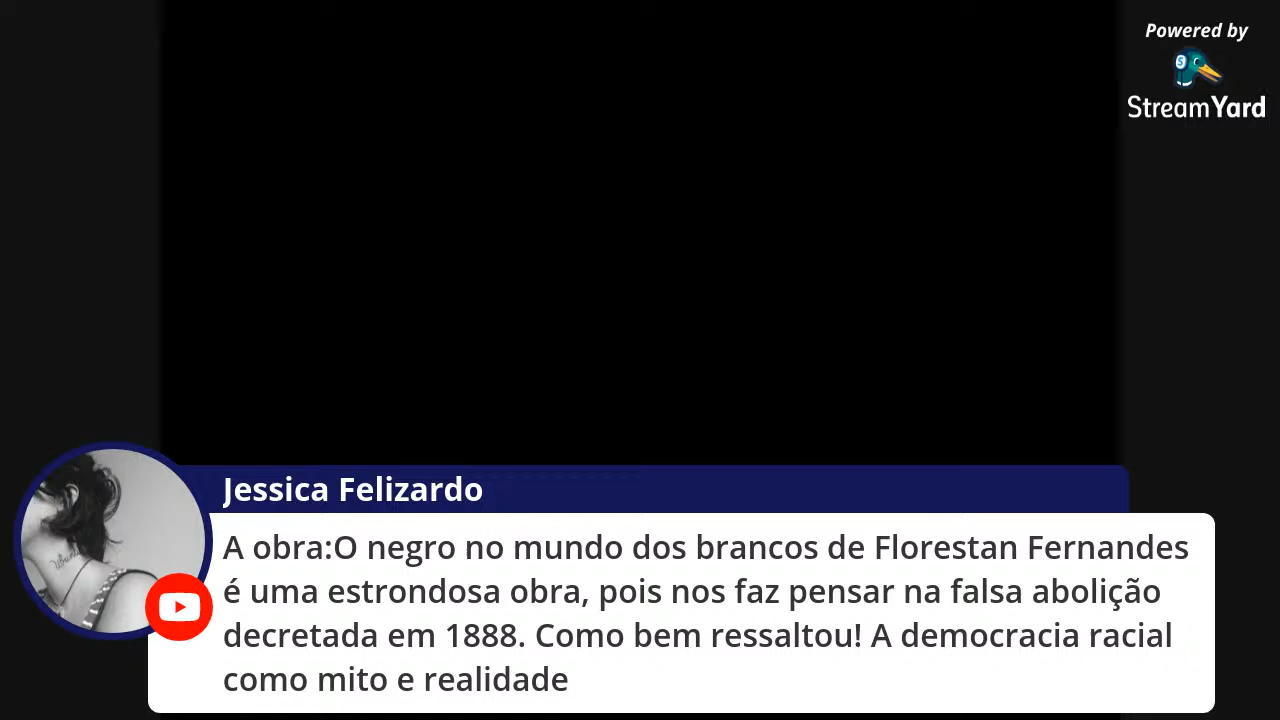 Powered by
StreamYard
Jessica Felizardo
A obra:O negro no mundo dos brancos de Florestan Fernandes
é uma estrondosa obra, pois nos faz pensar na falsa abolição
decretada em 1888. Como bem ressaltou! A democracia racial
como mito e realidade